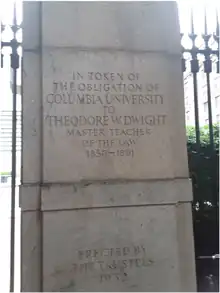 IN TOKEN OF
THE OBLIGATION OF
COLUMBIA UNIVERSITY
TO
THEODORE W. DWIGHT
MASTER TEACHER
OF THE LAW
1858–1891
ERECTED BY
THE TRUSTEES